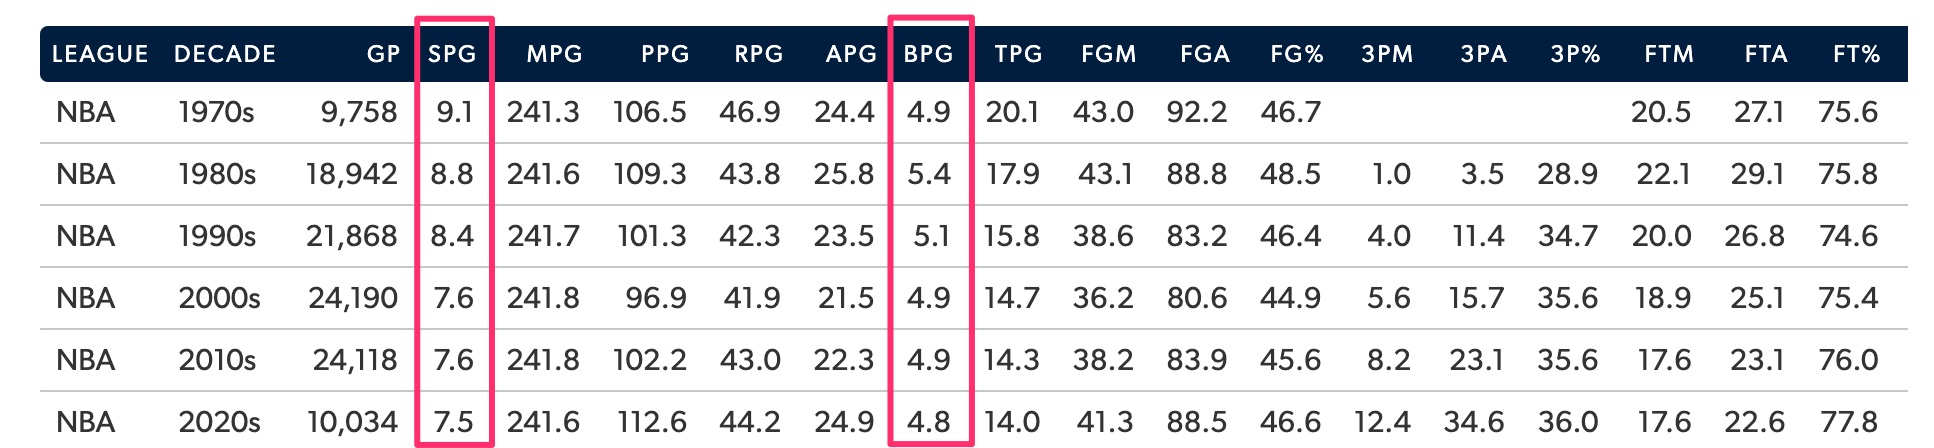 LEAGUE DECADE GP SPG MPG PPG RPG APG BPG TPG FGM FGA FG% 3PM 3PA 3P% FTM FTA FT%
NBA 1970s 9,758 9.1 241.3 106.5 46.9 24.4 4.9 20.1 43.0 92.2 46.7 20.5 27.1 75.6
NBA 1980s 18,942 8.8 241.6 109.3 43.8 25.8 5.4 17.9 43.1 88.8 48.5 1.0 3.5 28.9 22.1 29.1 75.8
NBA 1990s 21,868 8.4 241.7 101.3 42.3 23.5 5.1 15.8 38.6 83.2 46.4 4.0 11.4 34.7 20.0 26.8 74.6
NBA 2000s 24,190 7.6 241.8 96.9 41.9 21.5 4.9 14.7 36.2 80.6 44.9 5.6 15.7 35.6 18.9 25.1 75.4
NBA 2010s 24,118 7.6 241.8 102.2 43.0 22.3 4.9 14.3 38.2 83.9 45.6 8.2 23.1 35.6 17.6 23.1 76.0
NBA 2020s 10,034 7.5 241.6 112.6 44.2 24.9 4.8 14.0 41.3 88.5 46.6 12.4 34.6 36.0 17.6 22.6 77.8